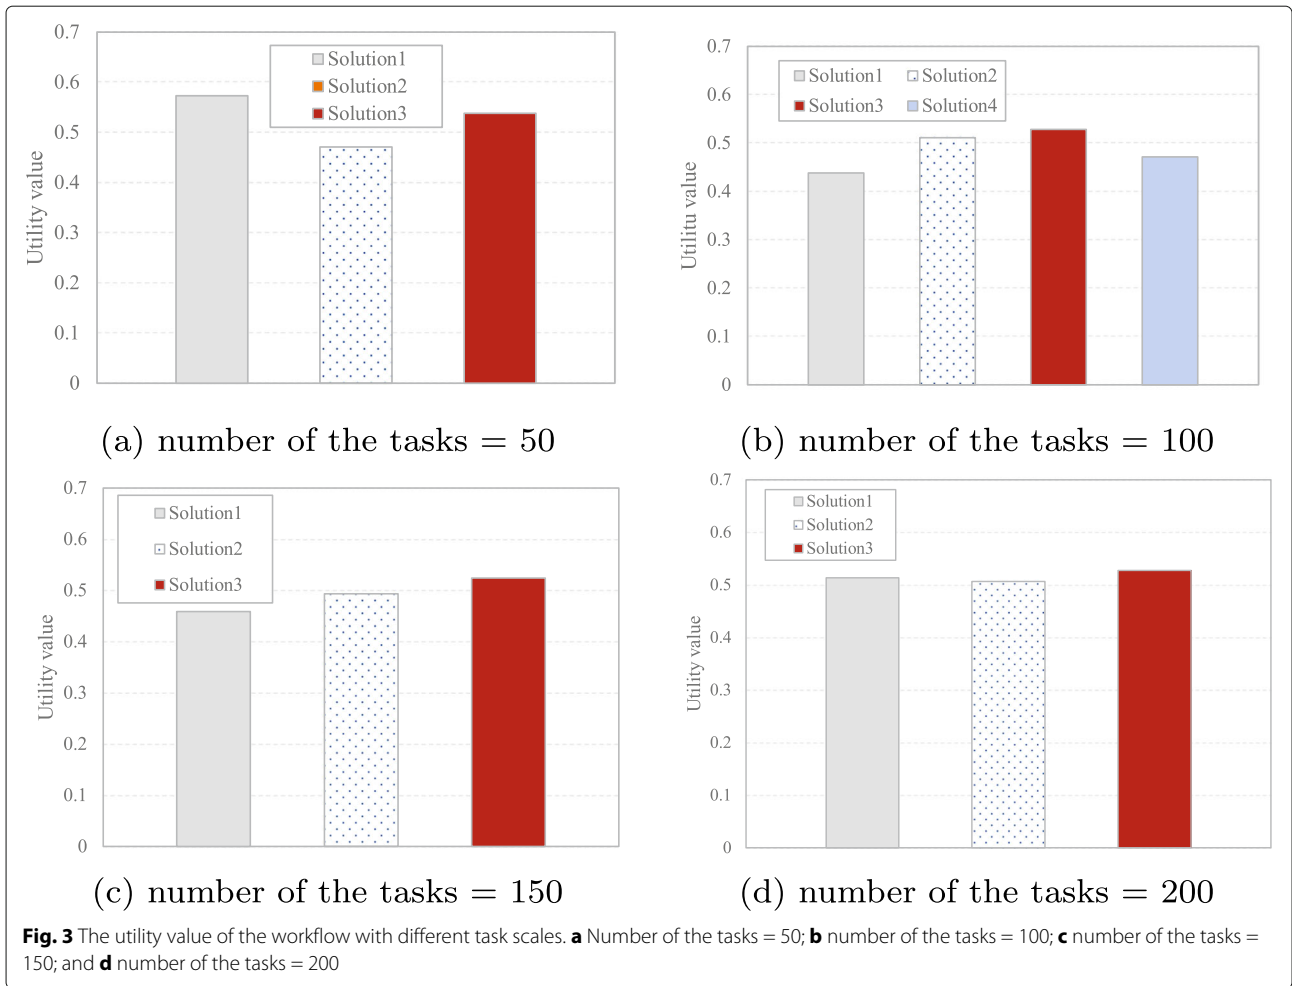 0.7
0.6
0.5
0.4
0.3
0.2
0.1
0
Utility value
Solution1
Solution2
Solution3
(a) number of the tasks = 50
0.7
0.6
0.5
0.4
0.3
0.2
0.1
0
Utilitu value
Solution1 Solution2
Solution3 Solution4
(b) number of the tasks = 100
0.7
0.6
0.5
0.4
0.3
0.2
0.1
0
Utility value
Solution1
Solution2
Solution3
(c) number of the tasks = 150
0.7
0.6
0.5
0.4
0.3
0.2
0.1
0
Utility value
Solution1
Solution2
Solution3
(d) number of the tasks = 200
Fig. 3 The utility value of the workflow with different task scales. a Number of the tasks = 50; b number of the tasks = 100; c number of the tasks =
150; and d number of the tasks = 200